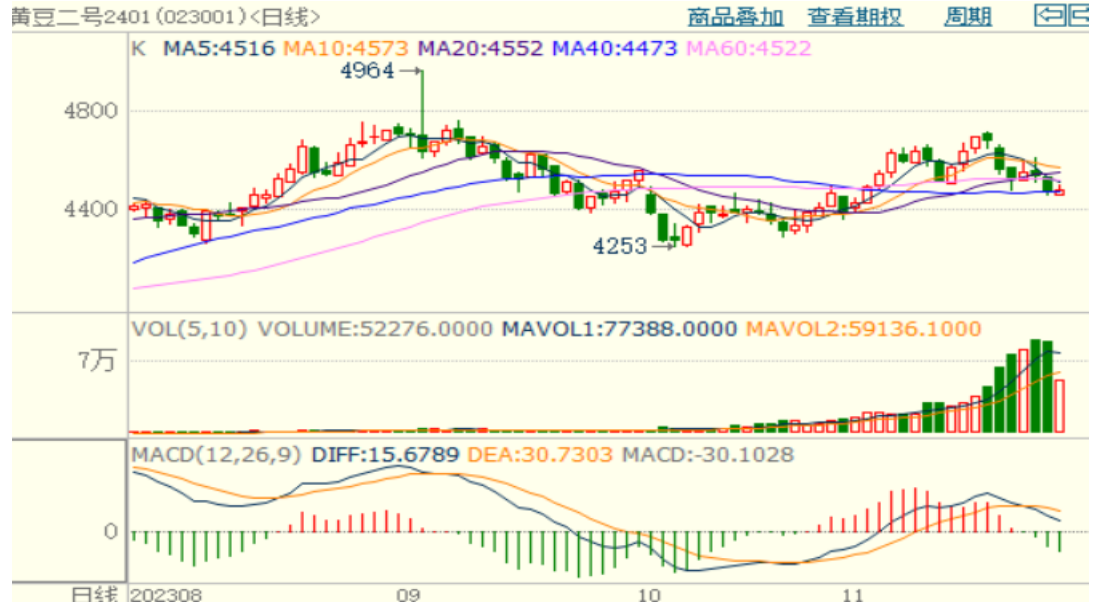 黄豆二号2401(023001)<日线> 商品叠加 查看期权 周期
K MA5:4516 MA10:4573 MA20:4552 MA40:4473 MA60:4522
4964
4800
4400
4253
VOL(5,10) VOLUME:52276.0000 MAVOL1:77388.0000 MAVOL2:59136.1000
7万
MACD(12,26,9) DIFF:15.6789 DEA:30.7303 MACD:-30.1028
0
日线 202308 09 10 11